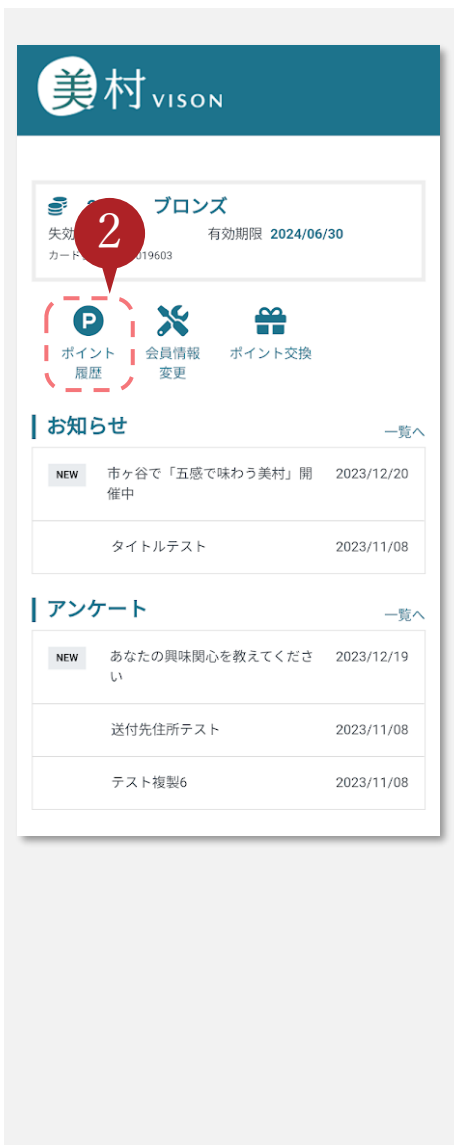 美村 VISON
2
ブロンズ
失効
有効期限 2024/06/30
カード
019603
P
ポイント
履歴
会員情報
変更
ポイント交換
お知らせ
一覧へ
NEW 市ヶ谷で「五感で味わう美村」開 2023/12/20
催中
タイトルテスト 2023/11/08
アンケート
一覧へ
NEW あなたの興味関心を教えてくださ 2023/12/19
い
送付先住所テスト 2023/11/08
テスト複製6 2023/11/08